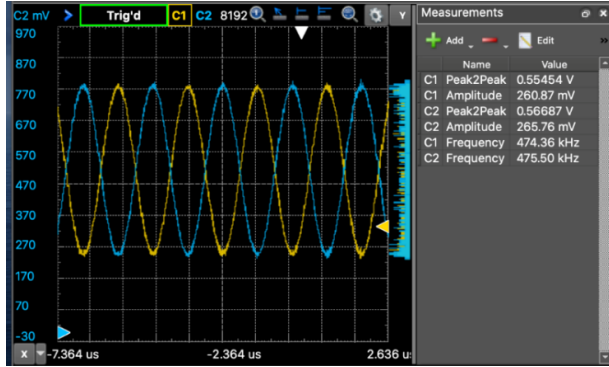 C2 mV > Trig'd C1 C2 8192 Y
970
870
770
670
570
470
370
270
170
70
-30
X -7.364 us -2.364 us 2.636 u
Measurements
Add Edit
Name Value
C1 Peak2Peak 0.55454 V
C1 Amplitude 260.87 mV
C2 Peak2Peak 0.56687 V
C2 Amplitude 265.76 mV
C1 Frequency 474.36 kHz
C2 Frequency 475.50 kHz